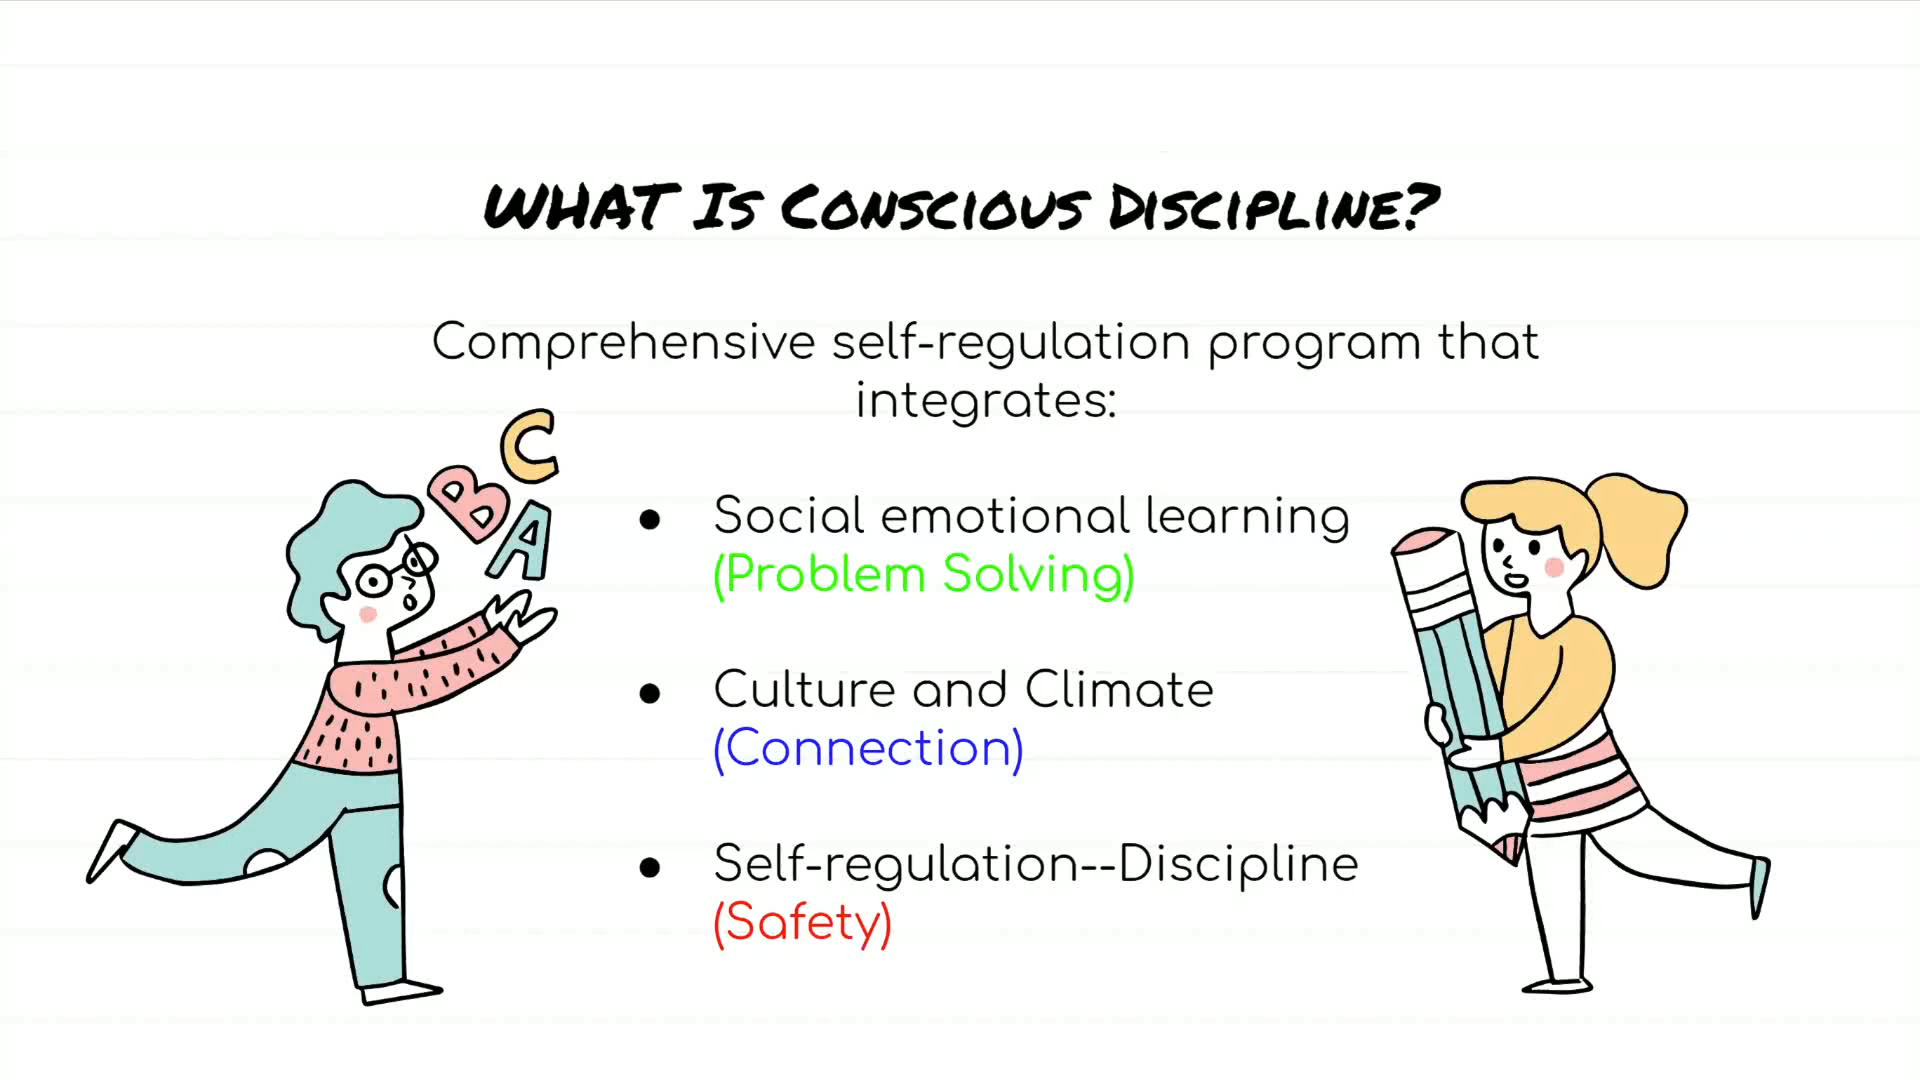 WHAT IS CONSCIOUS DISCIPLINE?
Comprehensive self-regulation program that
integrates:
C
B
A
● Social emotional learning
(Problem Solving)
● Culture and Climate
(Connection)
● Self-regulation--Discipline
(Safety)